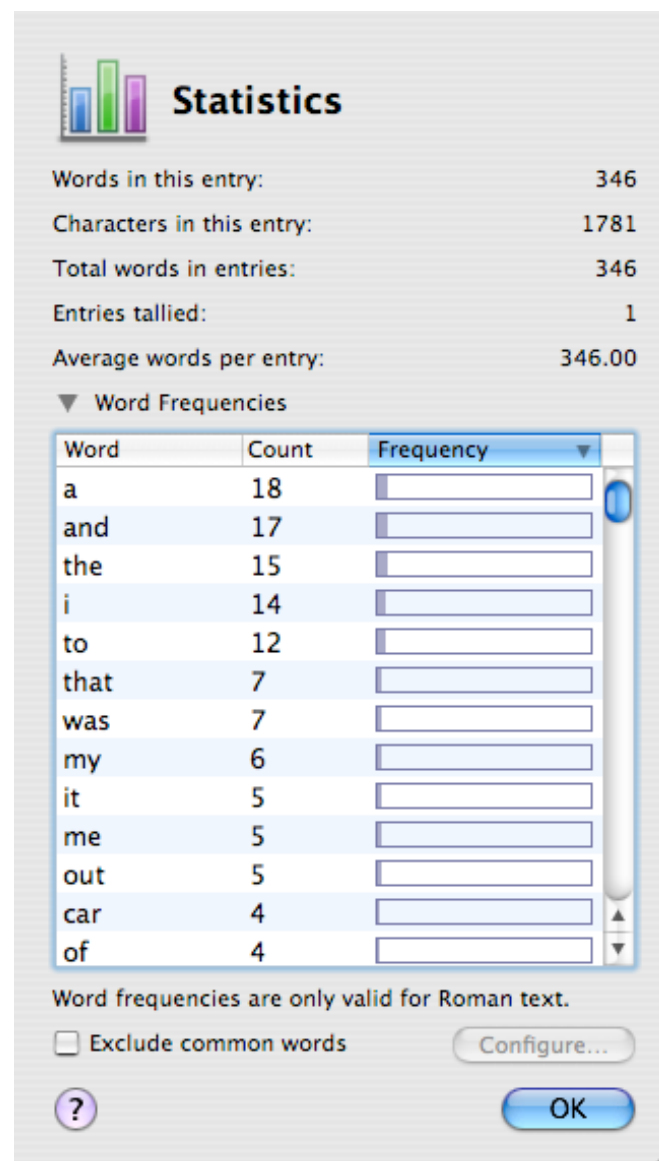 Statistics
Words in this entry: 346
Characters in this entry: 1781
Total words in entries: 346
Entries tallied: 1
Average words per entry: 346.00
▼ Word Frequencies
Word Count Frequency ▼
a 18
and 17
the 15
i 14
to 12
that 7
was 7
my 6
it 5
me 5
out 5
car 4
of 4
Word frequencies are only valid for Roman text.
Exclude common words Configure...
? OK